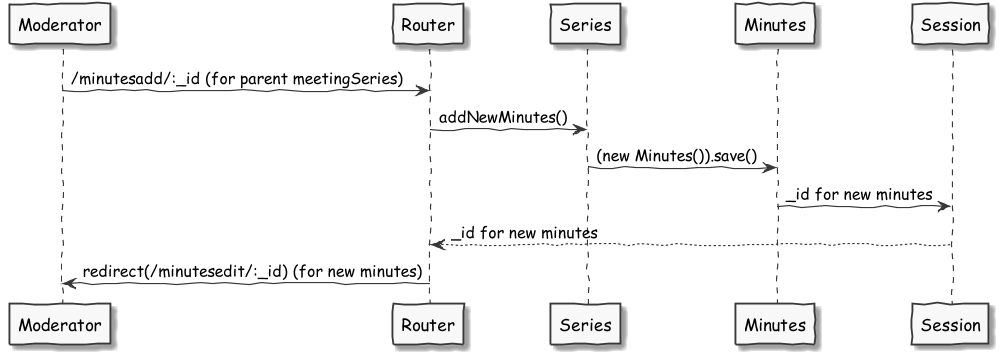 Moderator Router Series Minutes Session
/minutesadd/:_id (for parent meetingSeries)
addNewMinutes()
(new Minutes()).save()
_id for new minutes
_id for new minutes
redirect(/minutesedit/:_id) (for new minutes)
Moderator Router Series Minutes Session